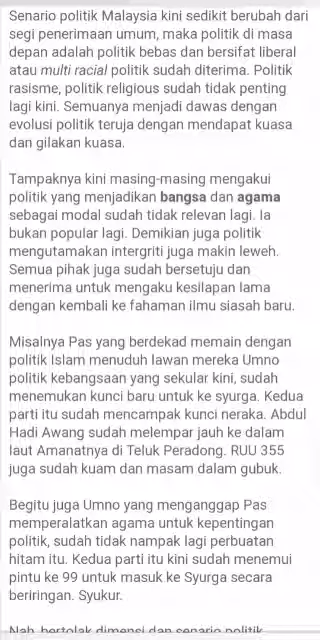 Senario politik Malaysia kini sedikit berubah dari
segi penerimaan umum, maka politik di masa
depan adalah politik bebas dan bersifat liberal
atau multi racial politik sudah diterima. Politik
rasisme, politik religious sudah tidak penting
lagi kini. Semuanya menjadi dawas dengan
evolusi politik teruja dengan mendapat kuasa
dan gilakan kuasa.
Tampaknya kini masing-masing mengakui
politik yang menjadikan bangsa dan agama
sebagai modal sudah tidak relevan lagi. Ia
bukan popular lagi. Demikian juga politik
mengutamakan intergriti juga makin leweh.
Semua pihak juga sudah bersetuju dan
menerima untuk mengaku kesilapan lama
dengan kembali ke fahaman ilmu siasah baru.
Misalnya Pas yang berdekad memain dengan
politik Islam menuduh lawan mereka Umno
politik kebangsaan yang sekular kini, sudah
menemukan kunci baru untuk ke syurga. Kedua
parti itu sudah mencampak kunci neraka. Abdul
Hadi Awang sudah melempar jauh ke dalam
laut Amanatnya di Teluk Peradong. RUU 355
juga sudah kuam dan masam dalam gubuk.
Begitu juga Umno yang menganggap Pas
memperalatkan agama untuk kepentingan
politik, sudah tidak nampak lagi perbuatan
hitam itu. Kedua parti itu kini sudah menemui
pintu ke 99 untuk masuk ke Syurga secara
beriringan. Syukur.
Nah, bertolak dimensi dan senario politik